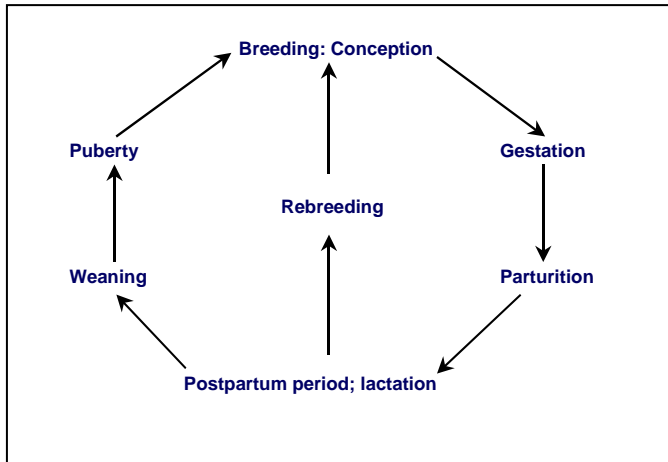 Breeding: Conception
Puberty
Gestation
Rebreeding
Weaning
Parturition
Postpartum period; lactation